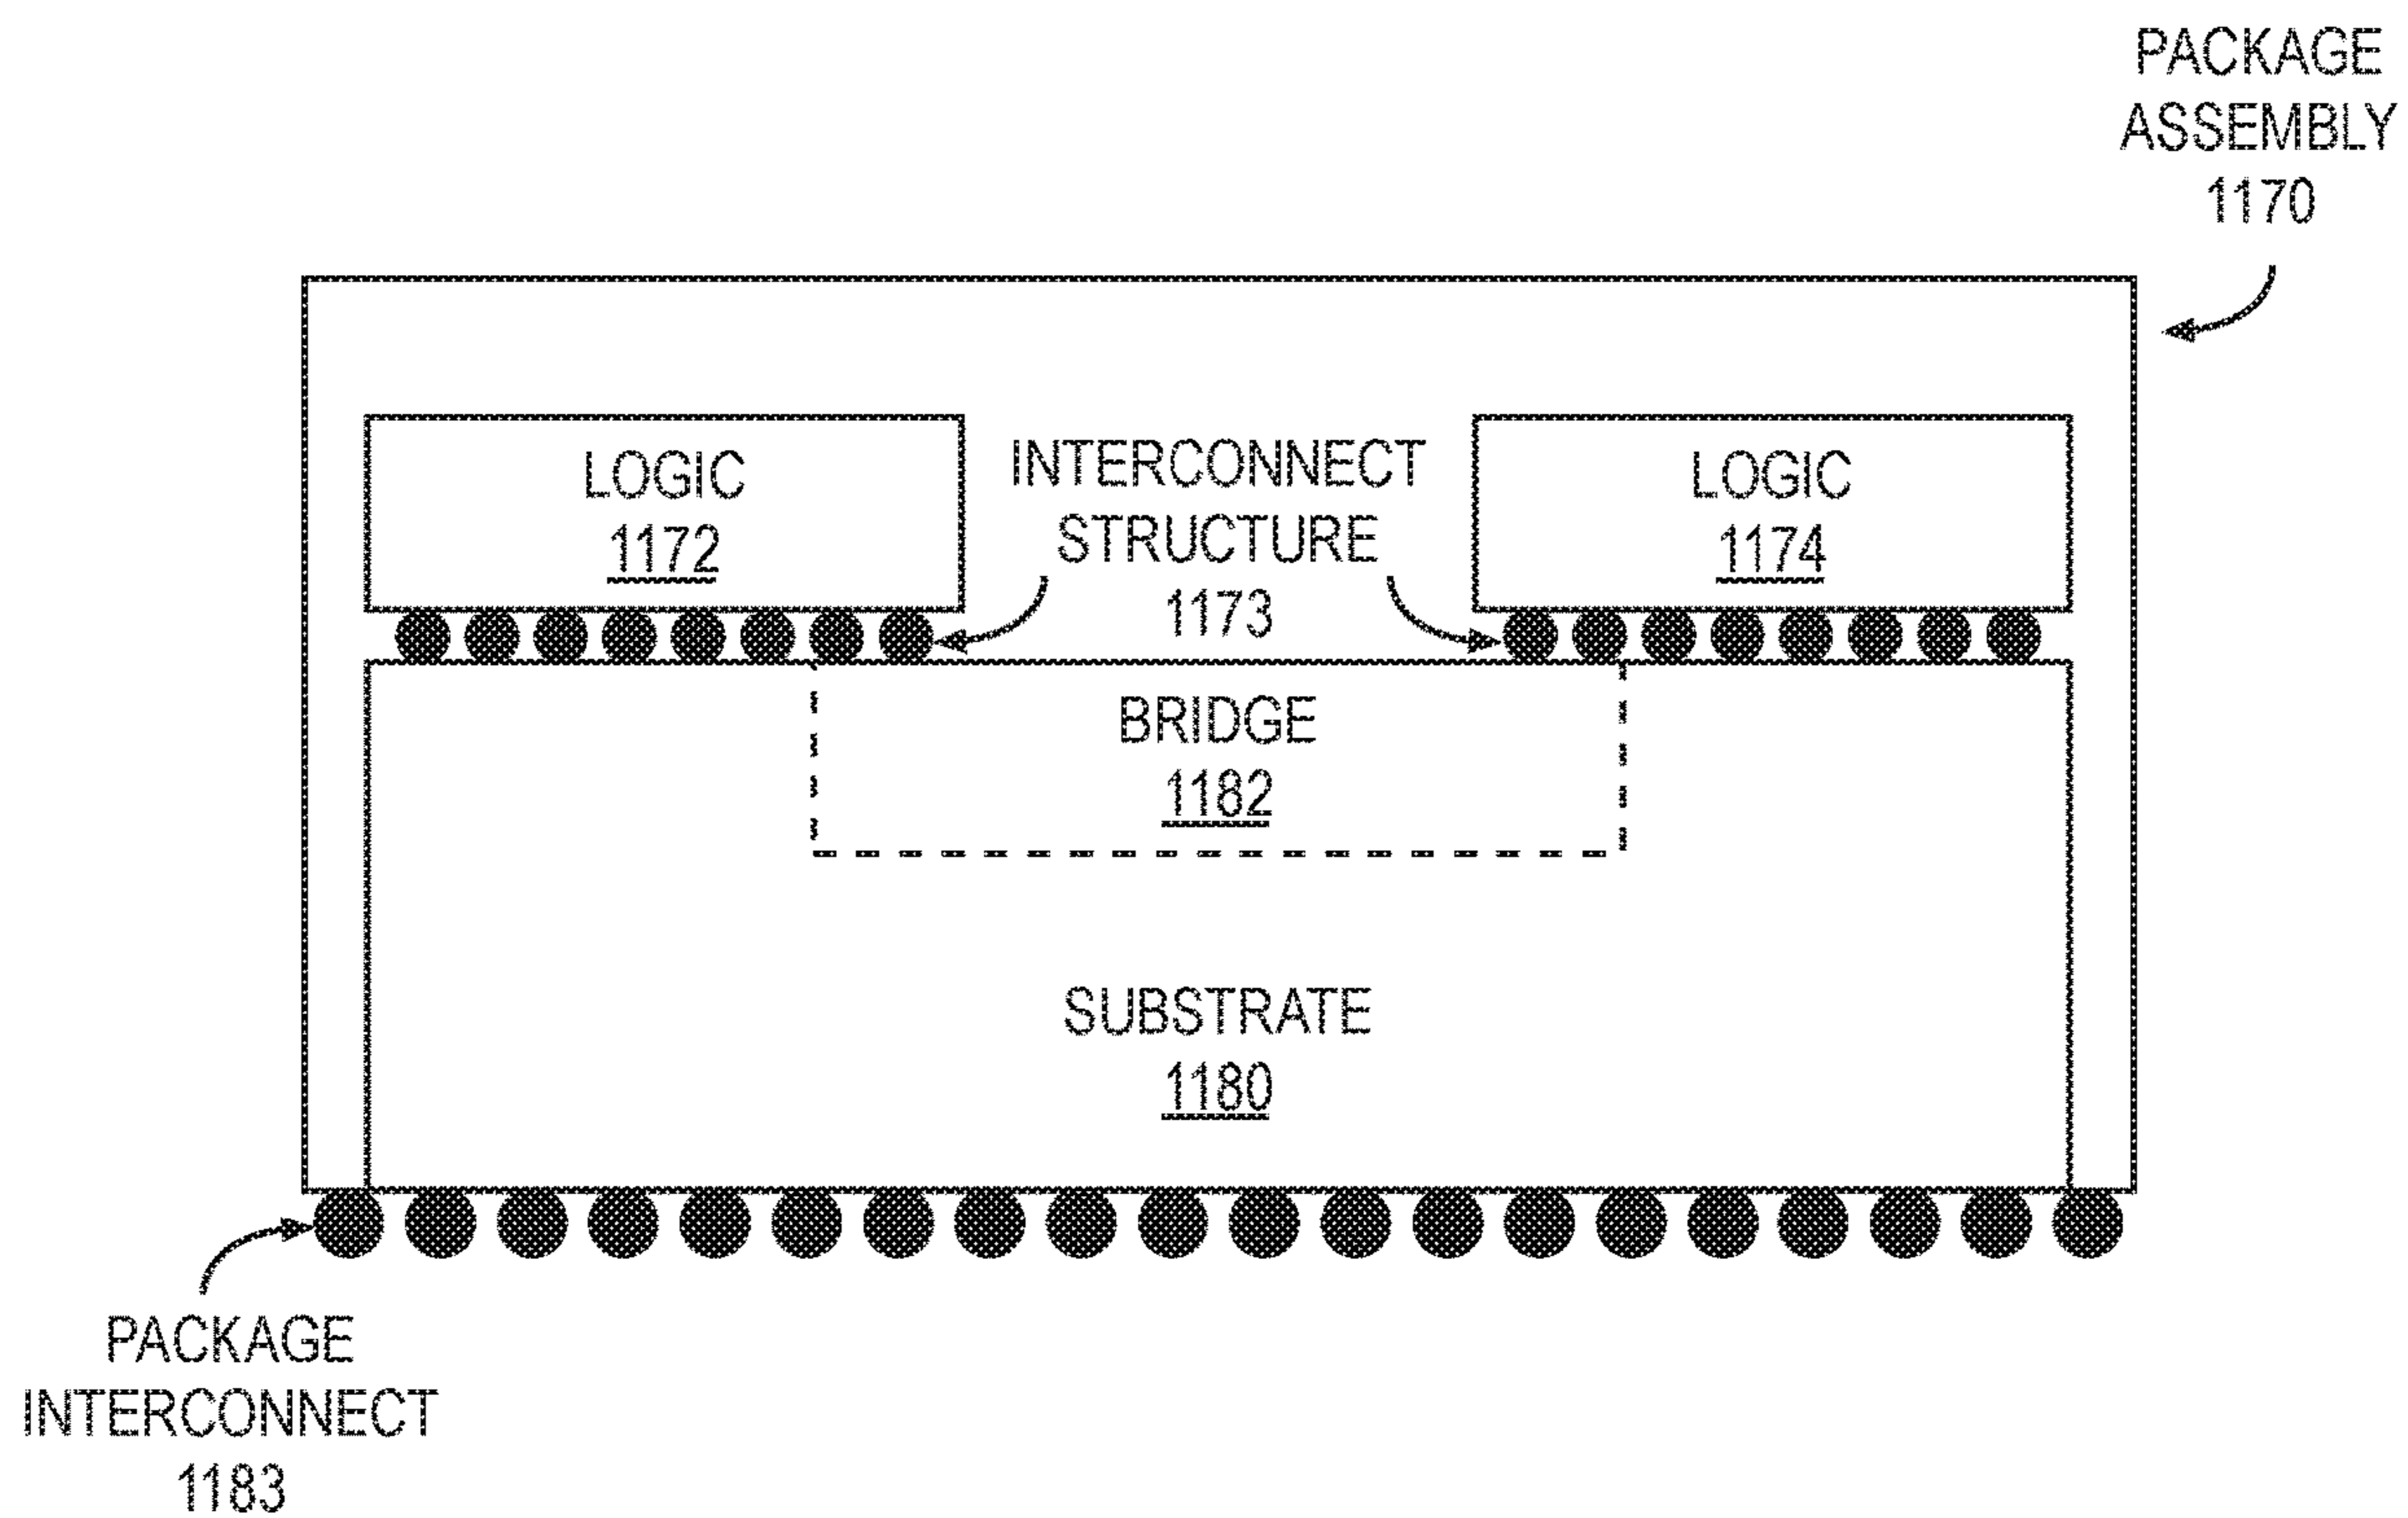 PACKAGE
ASSEMBLY
1170
LOGIC
1172
INTERCONNECT
STRUCTURE
1173
LOGIC
1174
BRIDGE
1182
SUBSTRATE
1180
PACKAGE
INTERCONNECT
1183